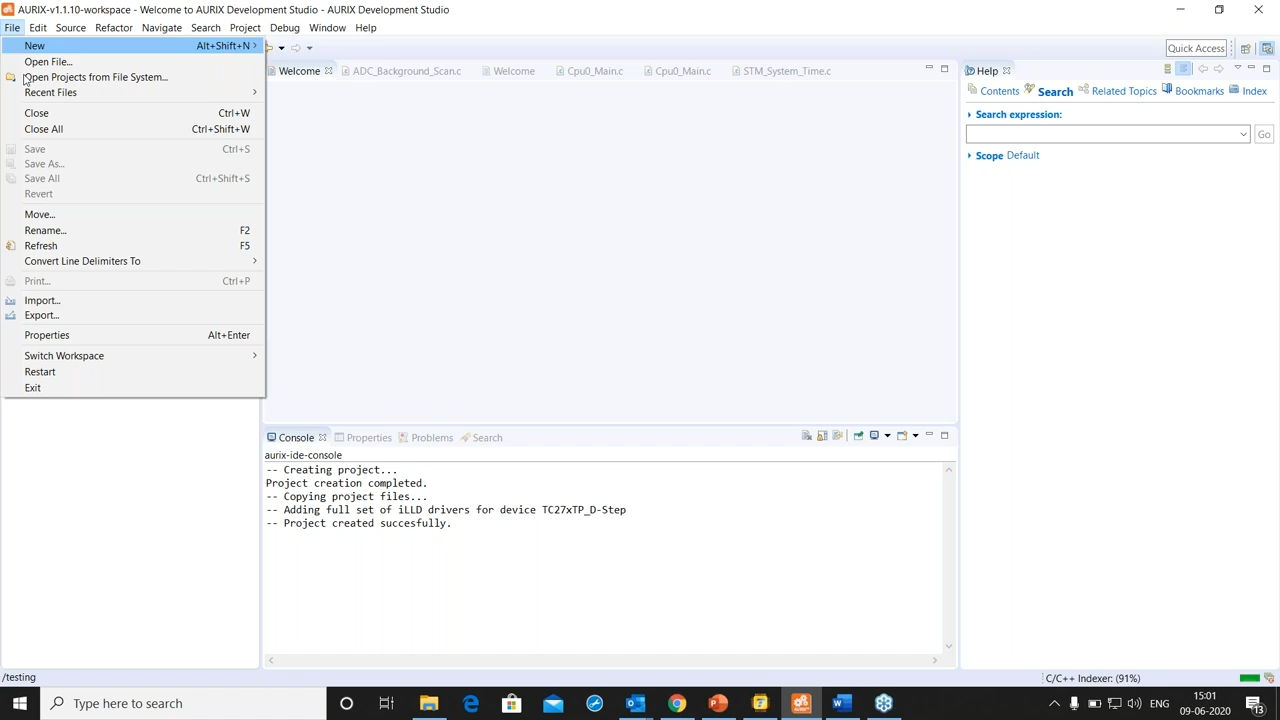 AURIX-v1.1.10-workspace - Welcome to AURIX Development Studio - AURIX Development Studio
File Edit Source Refactor Navigate Search Project Debug Window Help
New Alt+Shift+N
Open File...
Open Projects from File System...
Recent Files
Close Ctrl+W
Close All Ctrl+Shift+W
Save Ctrl+S
Save As...
Save All Ctrl+Shift+S
Revert
Move...
Rename... F2
Refresh F5
Convert Line Delimiters To
Print... Ctrl+P
Import...
Export...
Properties Alt+Enter
Switch Workspace
Restart
Exit
Quick Access
Welcome ADC_Background_Scan.c Welcome Cpu0_Main.c Cpu0_Main.c STM_System_Time.c
Help
Contents Search Related Topics Bookmarks Index
Search expression:
Go
Scope Default
Console Properties Problems Search
aurix-ide-console
-- Creating project...
Project creation completed.
-- Copying project files...
-- Adding full set of iLLD drivers for device TC27xTP_D-Step
-- Project created succesfully.
/testing
C/C++ Indexer: (91%)
Type here to search
ENG
15:01
09-06-2020
13